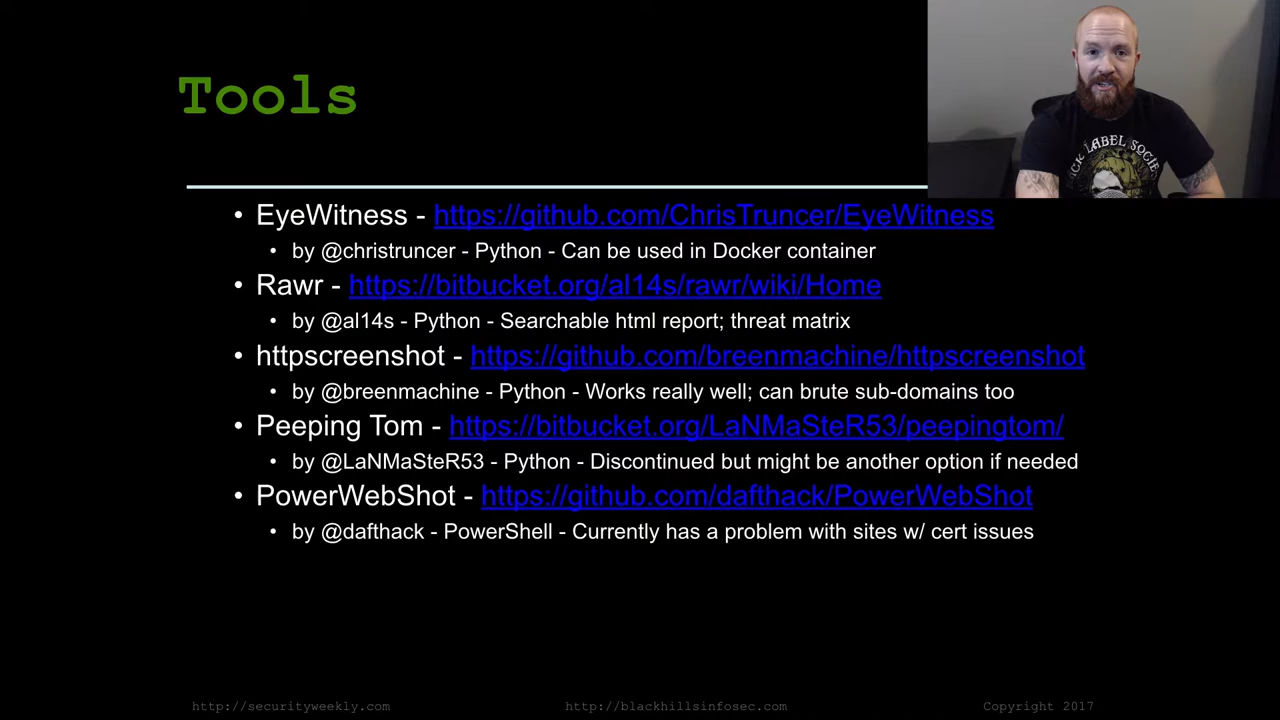 Tools
LABEL SOCIE
• EyeWitness - https://github.com/ChrisTruncer/EyeWitness
• by @christruncer - Python - Can be used in Docker container
• Rawr - https://bitbucket.org/al14s/rawr/wiki/Home
• by @al14s - Python - Searchable html report; threat matrix
• httpscreenshot - https://github.com/breenmachine/httpscreenshot
• by @breenmachine - Python - Works really well; can brute sub-domains too
• Peeping Tom - https://bitbucket.org/LaNMaSteR53/peepingtom/
• by @LaNMaSteR53 - Python - Discontinued but might be another option if needed
• PowerWebShot - https://github.com/dafthack/PowerWebShot
• by @dafthack - PowerShell - Currently has a problem with sites w/ cert issues
http://securityweekly.com
http://blackhillsinfosec.com
Copyright 2017